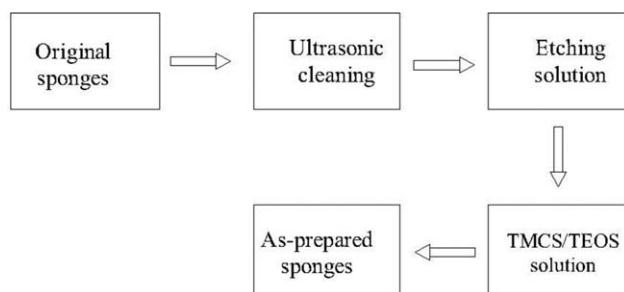 Original
sponges
Ultrasonic
cleaning
Etching
solution
TMCS/TEOS
solution
As-prepared
sponges